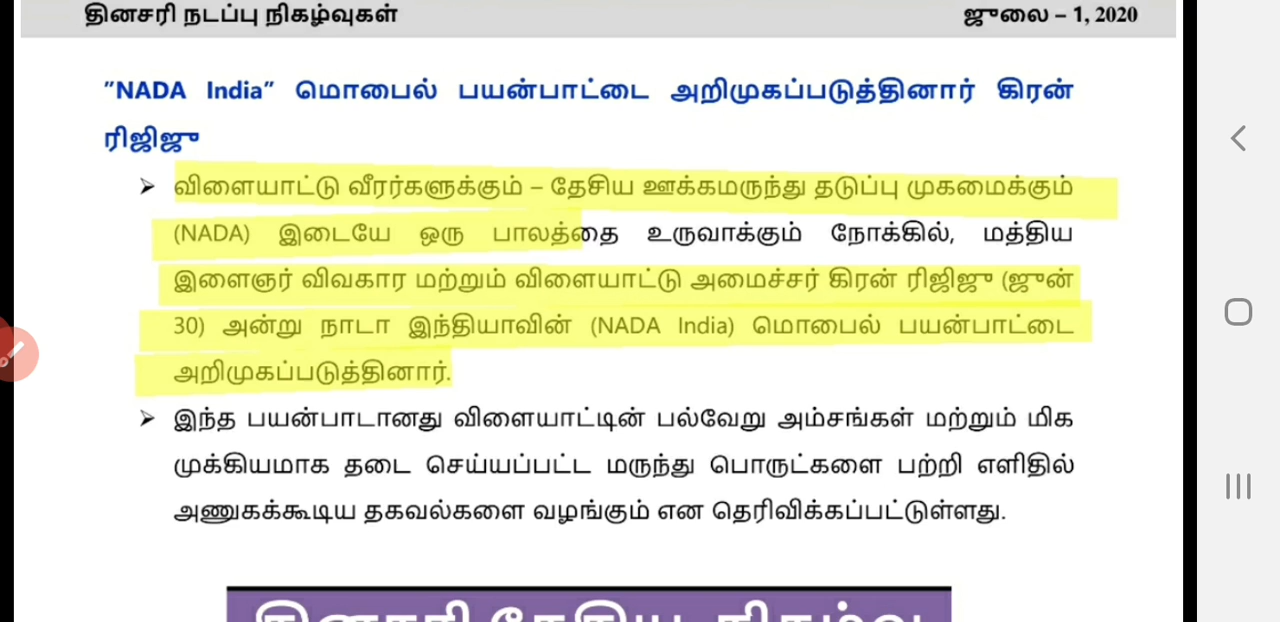 தினசரி நடப்பு நிகழ்வுகள் ஜுலை – 1, 2020
”NADA India” மொபைல் பயன்பாட்டை அறிமுகப்படுத்தினார் கிரன்
ரிஜிஜு
➢ விளையாட்டு வீரர்களுக்கும் – தேசிய ஊக்கமருந்து தடுப்பு முகமைக்கும்
(NADA) இடையே ஒரு பாலத்தை உருவாக்கும் நோக்கில், மத்திய
இளைஞர் விவகார மற்றும் விளையாட்டு அமைச்சர் கிரன் ரிஜிஜு (ஜுன்
30) அன்று நாடா இந்தியாவின் (NADA India) மொபைல் பயன்பாட்டை
அறிமுகப்படுத்தினார்.
➢ இந்த பயன்பாடானது விளையாட்டின் பல்வேறு அம்சங்கள் மற்றும் மிக
முக்கியமாக தடை செய்யப்பட்ட மருந்து பொருட்களை பற்றி எளிதில்
அணுகக்கூடிய தகவல்களை வழங்கும் என தெரிவிக்கப்பட்டுள்ளது.